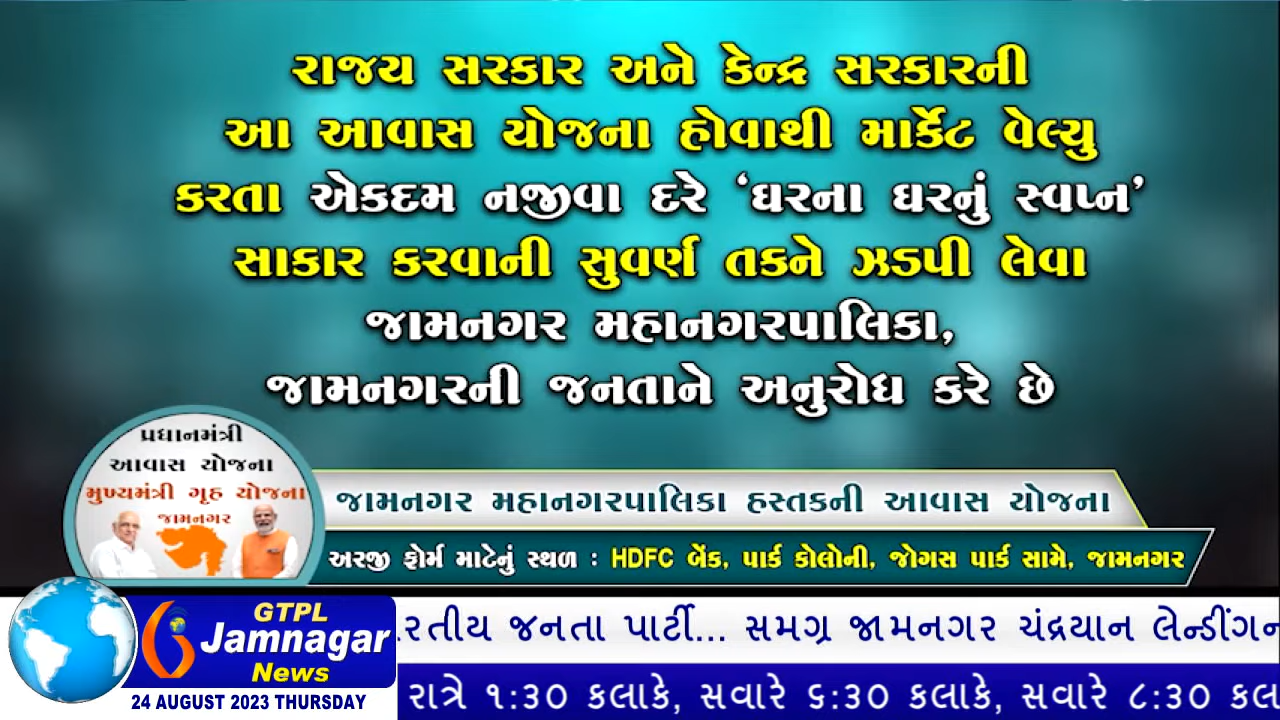 રાજ્ય સરકાર અને કેન્દ્ર સરકારની
આ આવાસ યોજના હોવાથી માર્કેટ વેલ્યુ
કરતા એકદમ નજીવા દરે ‘ઘરના ઘરનું સ્વપ્ન’
સાકાર કરવાની સુવર્ણ તકને ઝડપી લેવા
જામનગર મહાનગરપાલિકા,
જામનગરની જનતાને અનુરોધ કરે છે
પ્રધાનમંત્રી
આવાસ યોજના
મુખ્યમંત્રી ગૃહ યોજના
જામનગર
જામનગર મહાનગરપાલિકા હસ્તકની આવાસ યોજના
અરજી ફોર્મ માટેનું સ્થળ : HDFC બેંક, પાર્ક કોલોની, જોગસ પાર્ક સામે, જામનગર
GTPL
Jamnagar
News
24 AUGUST 2023 THURSDAY
રતીય જનતા પાર્ટી... સમગ્ર જામનગર ચંદ્રયાન લેન્ડીંગન
રાત્રે ૧:૩૦ કલાકે, સવારે ૬:૩૦ કલાકે, સવારે ૮:૩૦ કલ